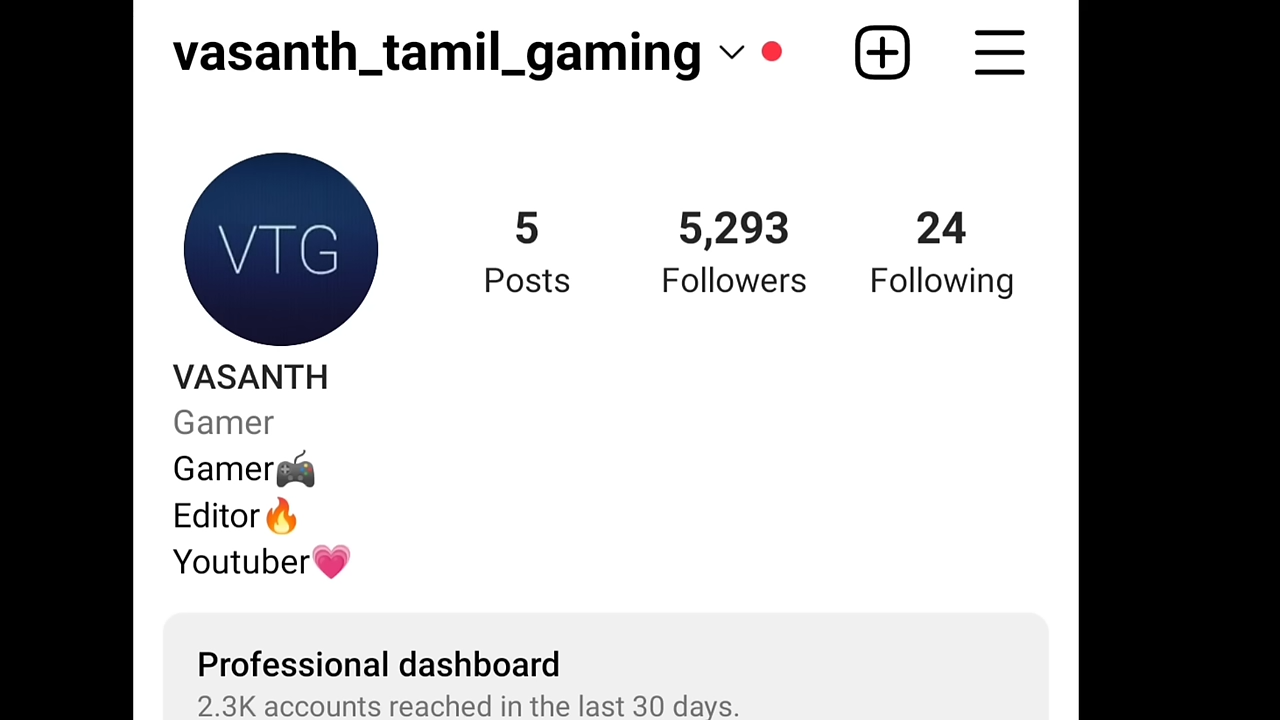 vasanth_tamil_gaming
VTG
5 5,293 24
Posts Followers Following
VASANTH
Gamer
Gamer🎮
Editor🔥
Youtuber💗
Professional dashboard
2.3K accounts reached in the last 30 days.